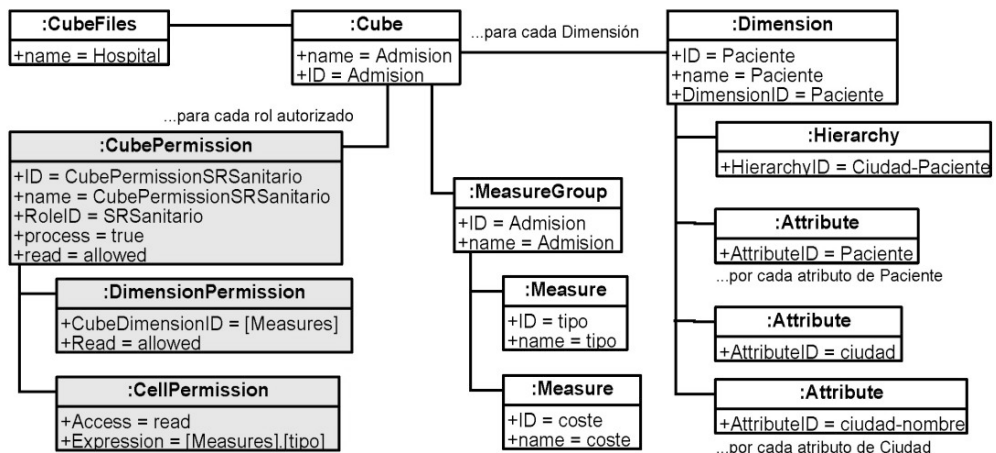 :CubeFiles
+name = Hospital
:Cube
+name = Admision
+ID = Admision
...para cada Dimensión
:Dimension
+ID = Paciente
+name = Paciente
+DimensionID = Paciente
...para cada rol autorizado
:CubePermission
+ID = CubePermissionSRSanitario
+name = CubePermissionSRSanitario
+RoleID = SRSanitario
+process = true
+read = allowed
:DimensionPermission
+CubeDimensionID = [Measures]
+Read = allowed
:CellPermission
+Access = read
+Expression = [Measures].[tipo]
:MeasureGroup
+ID = Admision
+name = Admision
:Measure
+ID = tipo
+name = tipo
:Measure
+ID = coste
+name = coste
:Hierarchy
+HierarchyID = Ciudad-Paciente
:Attribute
+AttributeID = Paciente
...por cada atributo de Paciente
:Attribute
+AttributeID = ciudad
:Attribute
+AttributeID = ciudad-nombre
...por cada atributo de Ciudad